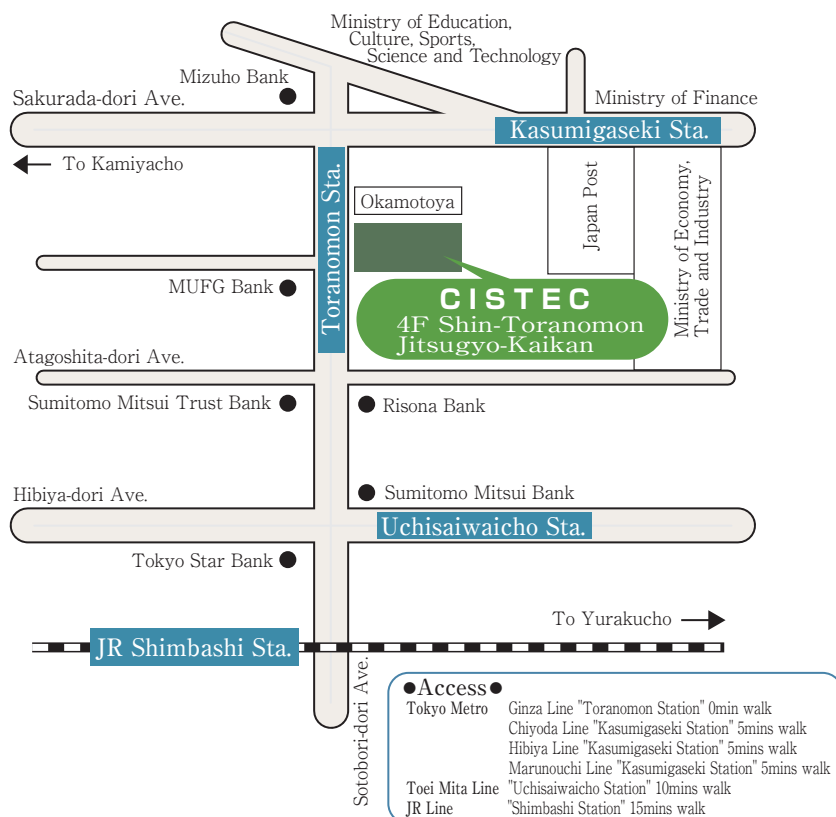 Ministry of Education,
Culture, Sports,
Science and Technology
Mizuho Bank
Sakurada-dori Ave.
Ministry of Finance
Kasumigaseki Sta.
To Kamiyacho
Toranomon Sta.
Okamotoya
Japan Post
Ministry of Economy,
Trade and Industry
MUFG Bank
CISTEC
4F Shin-Toranomon
Jitsugyo-Kaikan
Atagoshita-dori Ave.
Sumitomo Mitsui Trust Bank
Risona Bank
Hibiya-dori Ave.
Sumitomo Mitsui Bank
Uchisaiwaicho Sta.
Tokyo Star Bank
To Yurakucho
JR Shimbashi Sta.
Sotobori-dori Ave.
●Access●
Tokyo Metro Ginza Line "Toranomon Station" 0min walk
Chiyoda Line "Kasumigaseki Station" 5mins walk
Hibiya Line "Kasumigaseki Station" 5mins walk
Marunouchi Line "Kasumigaseki Station" 5mins walk
Toei Mita Line "Uchisaiwaicho Station" 10mins walk
JR Line "Shimbashi Station" 15mins walk